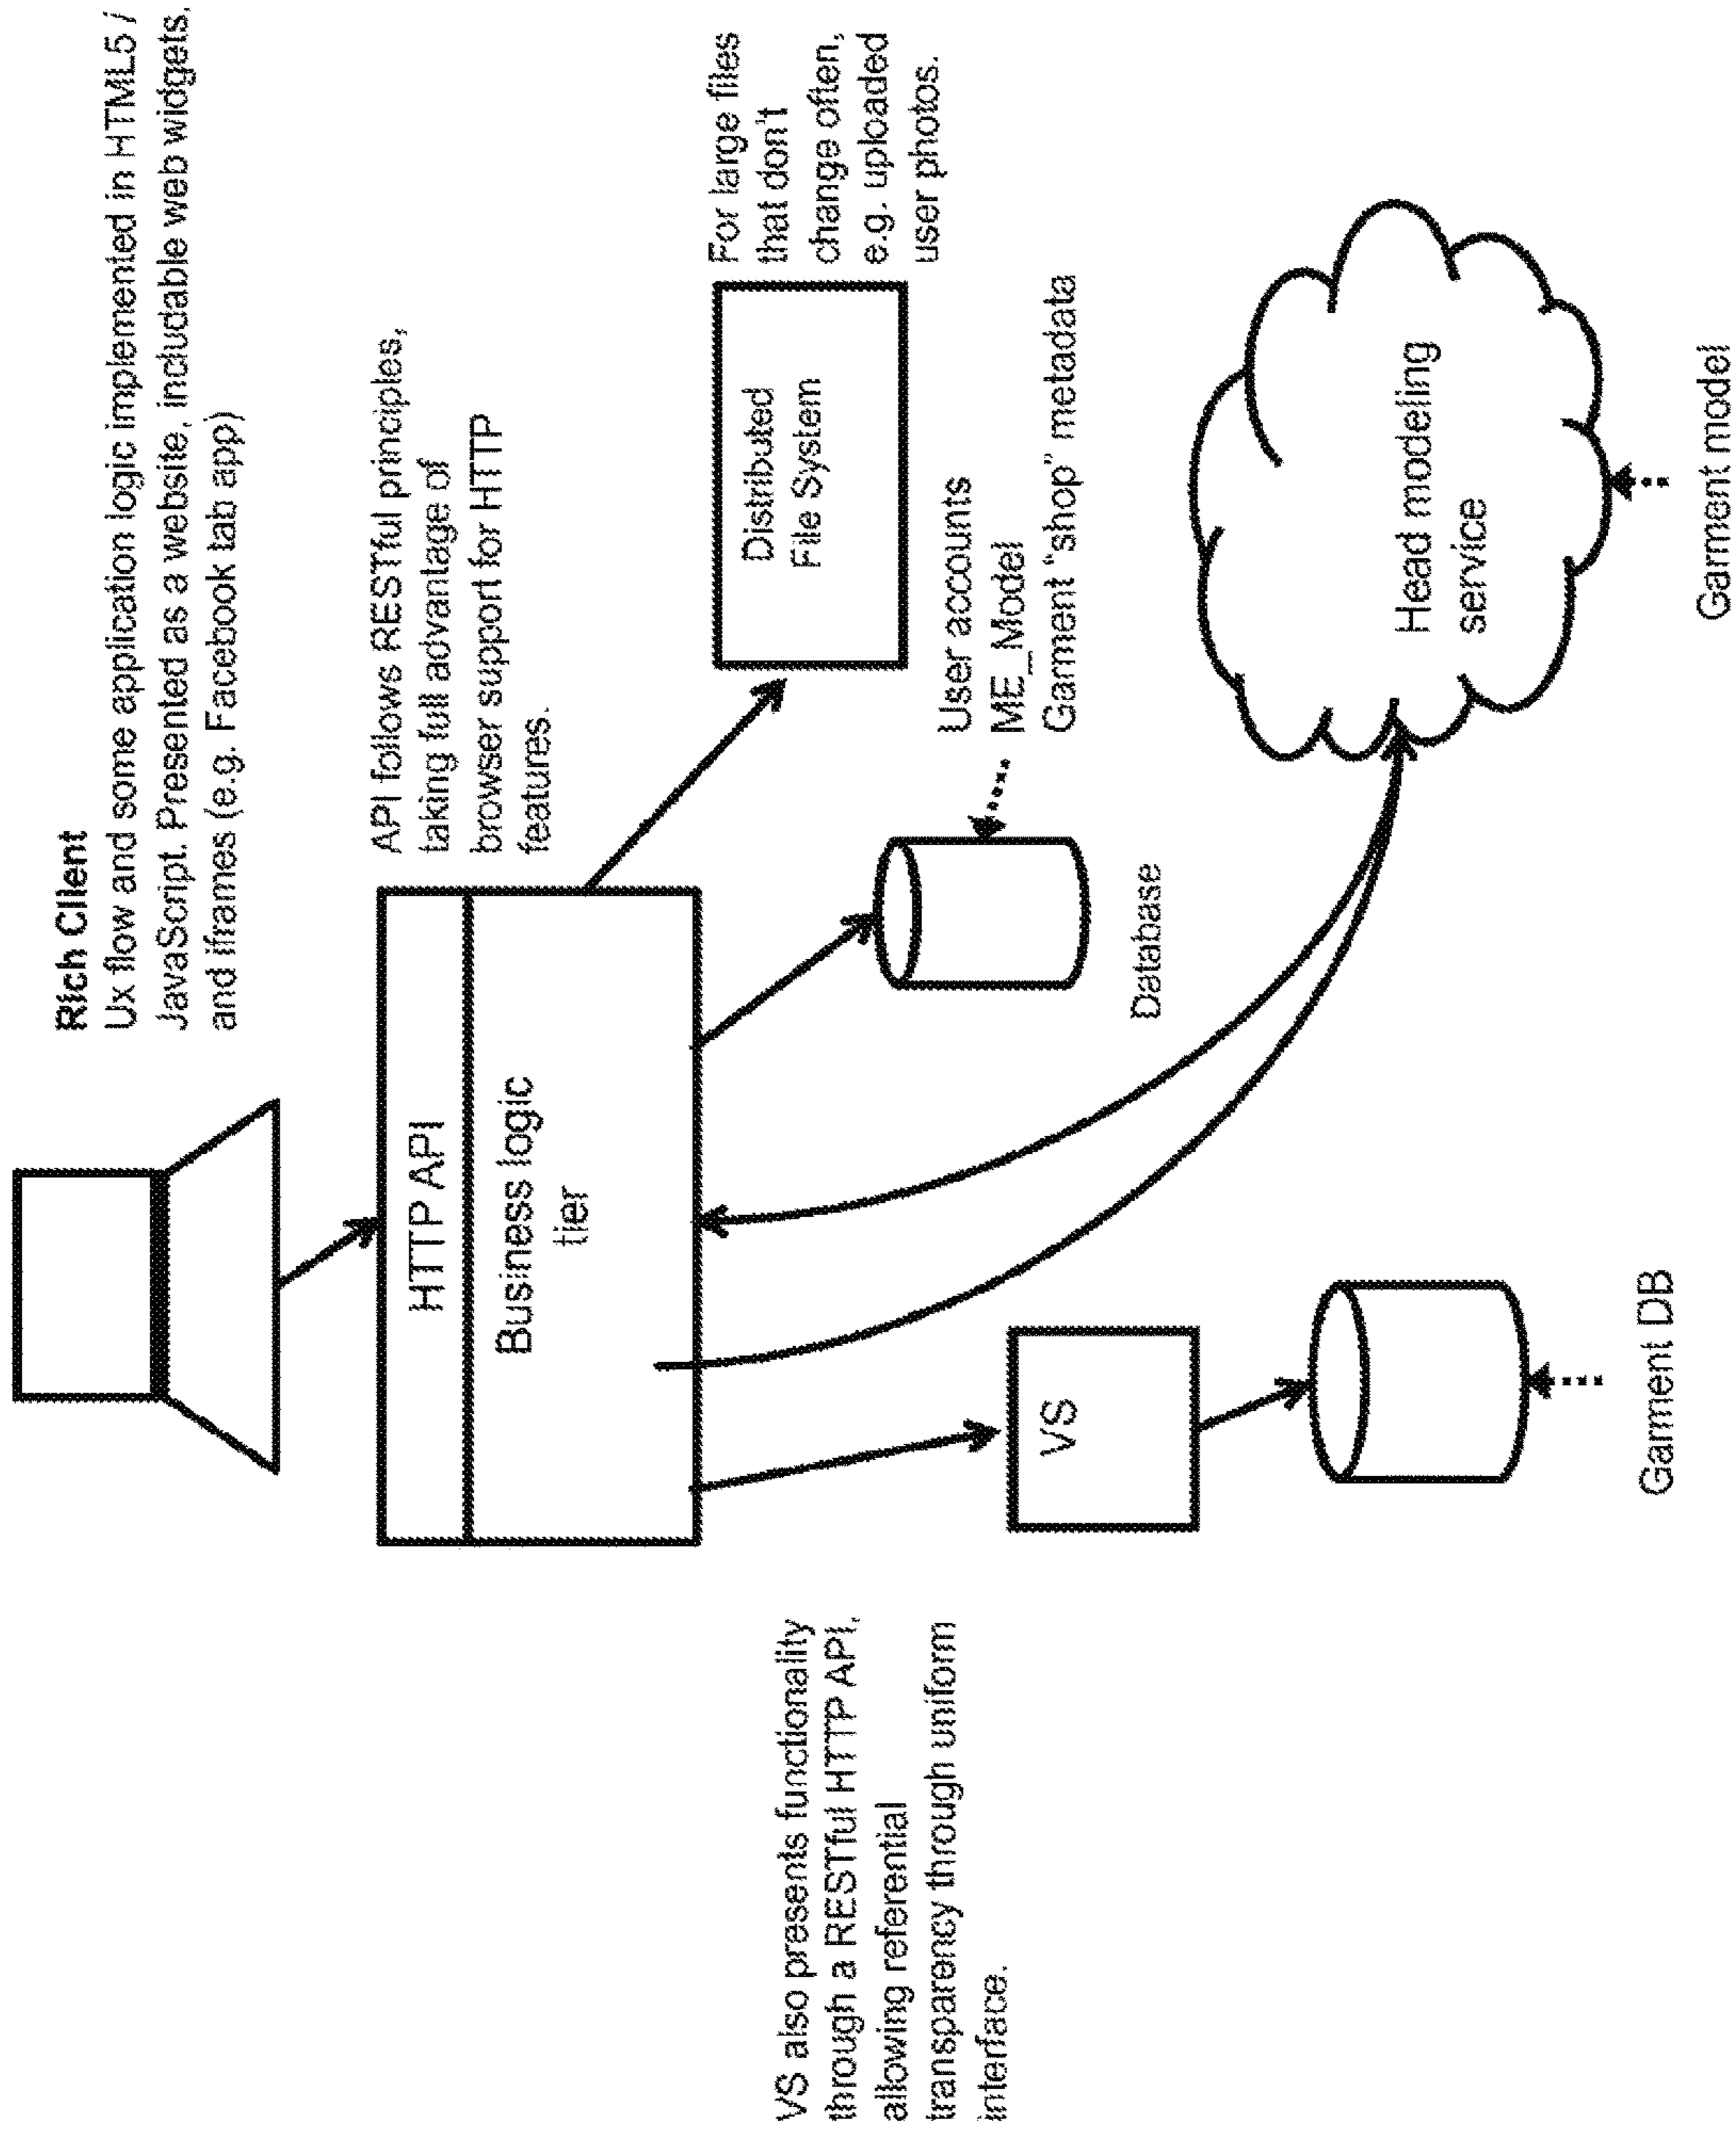 Rich Client
Ux flow and some application logic implemented in HTML5 /
JavaScript. Presented as a website, includable web widgets,
and iframes (e.g. Facebook tab app)
HTTP API
Business logic
tier
API follows RESTful principles,
taking full advantage of
browser support for HTTP
features.
Distributed
File System
For large files
that don't
change often,
e.g. uploaded
user photos.
VS also presents functionality
through a RESTful HTTP API,
allowing referential
transparency through uniform
interface.
VS
Database
User accounts
ME_Model
Garment "shop" metadata
Head modeling
service
Garment DB
Garment model